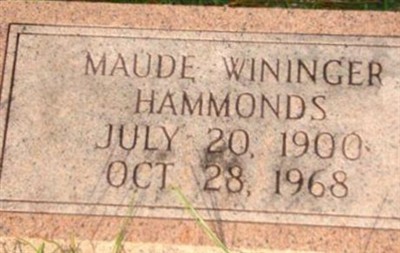 MAUDE WININGER
HAMMONDS
JULY 20, 1900
OCT 28, 1968